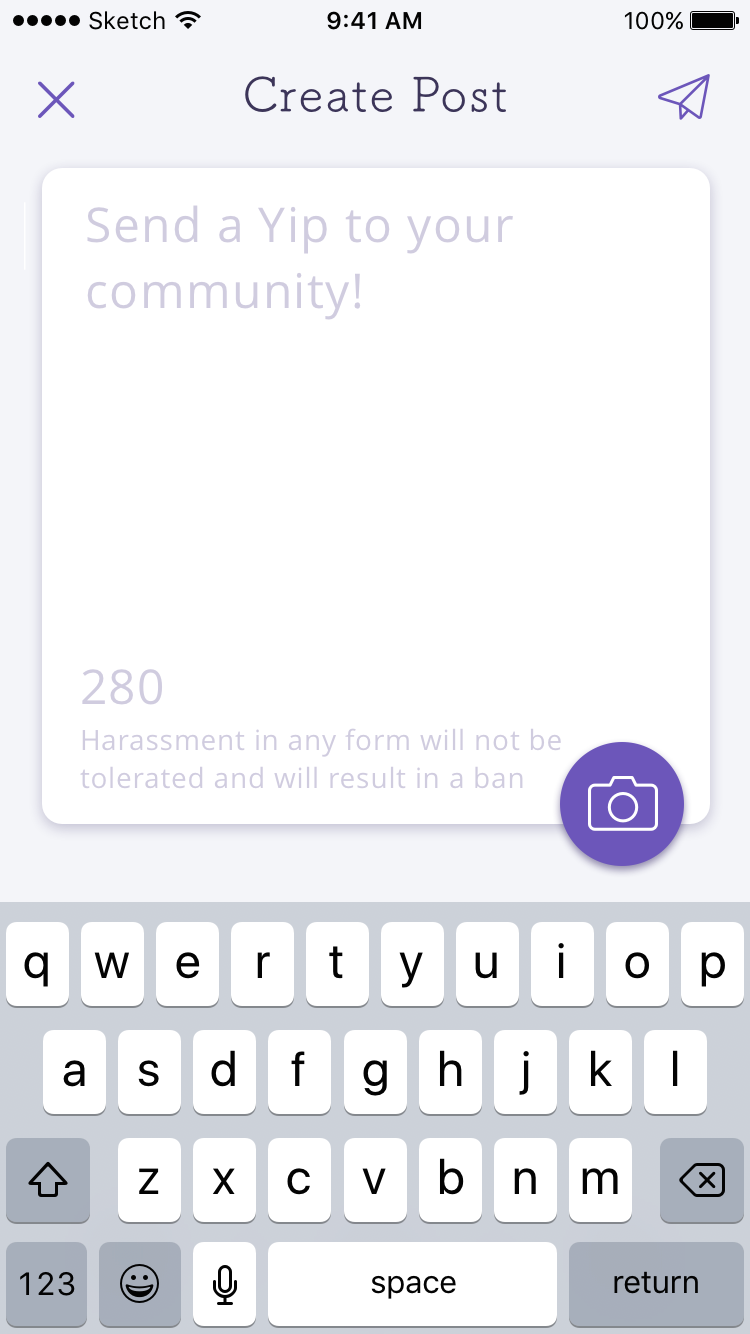 Sketch 9:41 AM 100%
Create Post
Send a Yip to your
community!
280
Harassment in any form will not be
tolerated and will result in a ban
q w e r t y u i o p
a s d f g h j k l
z x c v b n m
123 space return